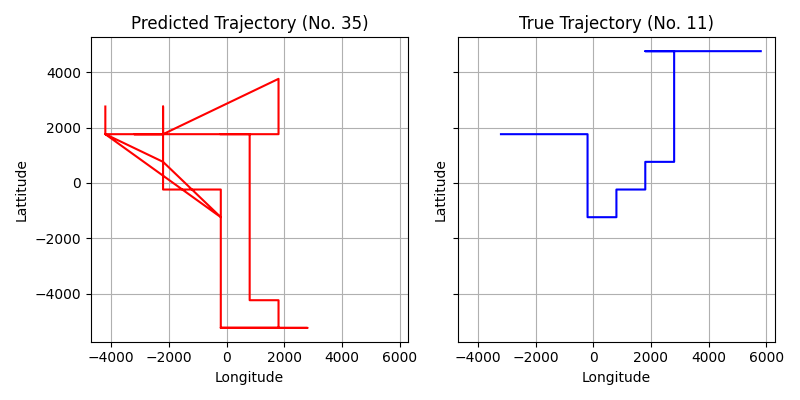 Predicted Trajectory (No. 35)
True Trajectory (No. 11)
Lattitude
4000
2000
0
−2000
−4000
−4000 −2000 0 2000 4000 6000
Longitude
Lattitude
−4000 −2000 0 2000 4000 6000
Longitude